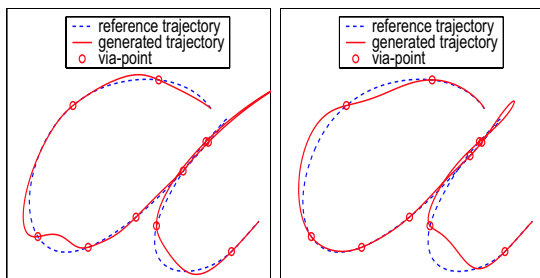 reference trajectory
generated trajectory
via-point
reference trajectory
generated trajectory
via-point